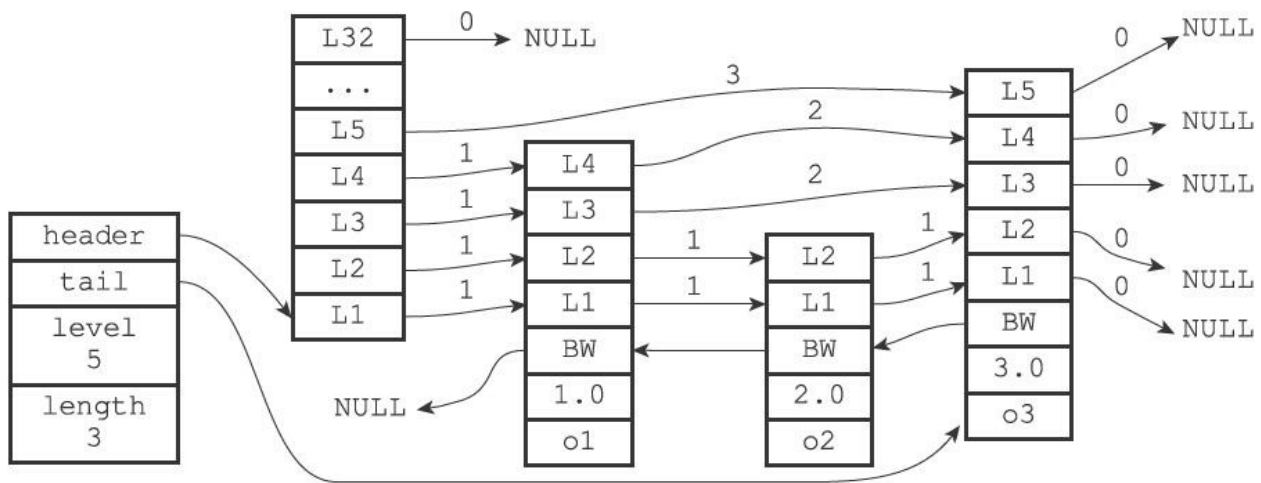 L32
0
NULL
...
L5
3
L4
1
L3
1
L2
1
L1
1
header
tail
level
5
length
3
L4
2
L3
2
L2
1
L1
1
BW
NULL
1.0
o1
L2
1
L1
1
BW
2.0
o2
L5
0
NULL
L4
0
NULL
L3
0
NULL
L2
0
NULL
L1
0
NULL
BW
3.0
o3